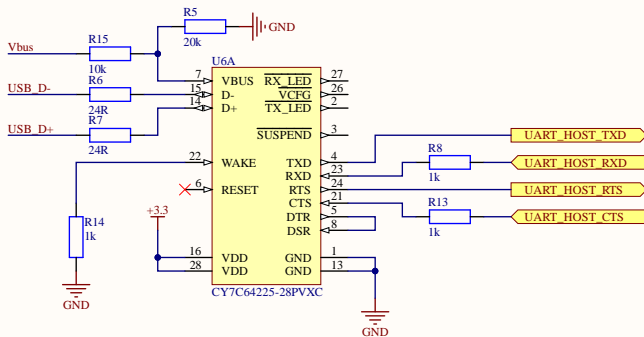 R5
20k
GND
Vbus
R15
10k
U6A
USB_D-
R6
24R
USB_D+
R7
24R
7 VBUS RX_LED 27
15 D- VCFG 26
14 D+ TX_LED 2
SUSPEND 3
22 WAKE TXD 4
RXD 23
6 RESET RTS 24
CTS 21
DTR 5
DSR 8
16 VDD GND 1
28 VDD GND 13
CY7C64225-28PVXC
UART_HOST_TXD
R8
1k
UART_HOST_RXD
UART_HOST_RTS
R13
1k
UART_HOST_CTS
R14
1k
GND
+3.3
GND